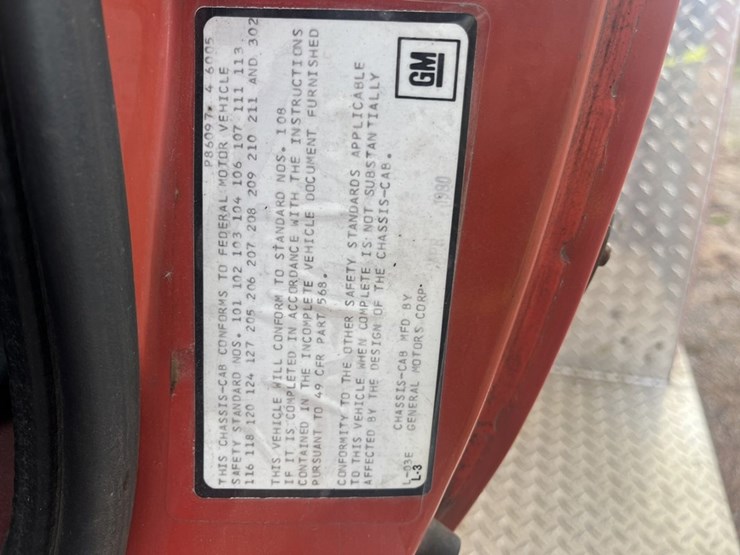 P86097* 4 6005
THIS CHASSIS-CAB CONFORMS TO FEDERAL MOTOR VEHICLE
SAFETY STANDARD NOS. 101 102 103 104 106 107 111 113
116 118 120 124 127 205 206 207 208 209 210 211 AND 302
THIS VEHICLE WILL CONFORM TO STANDARD NOS. 108
IF IT IS COMPLETED IN ACCORDANCE WITH THE INSTRUCTIONS
CONTAINED IN THE INCOMPLETE VEHICLE DOCUMENT FURNISHED
PURSUANT TO 49 CFR PART 568.
CONFORMITY TO THE OTHER SAFETY STANDARDS APPLICABLE
TO THIS VEHICLE WHEN COMPLETE IS NOT SUBSTANTIALLY
AFFECTED BY THE DESIGN OF THE CHASSIS-CAB.
GM
CHASSIS-CAB MFD BY
L-03E GENERAL MOTORS CORP.
L-3
1980